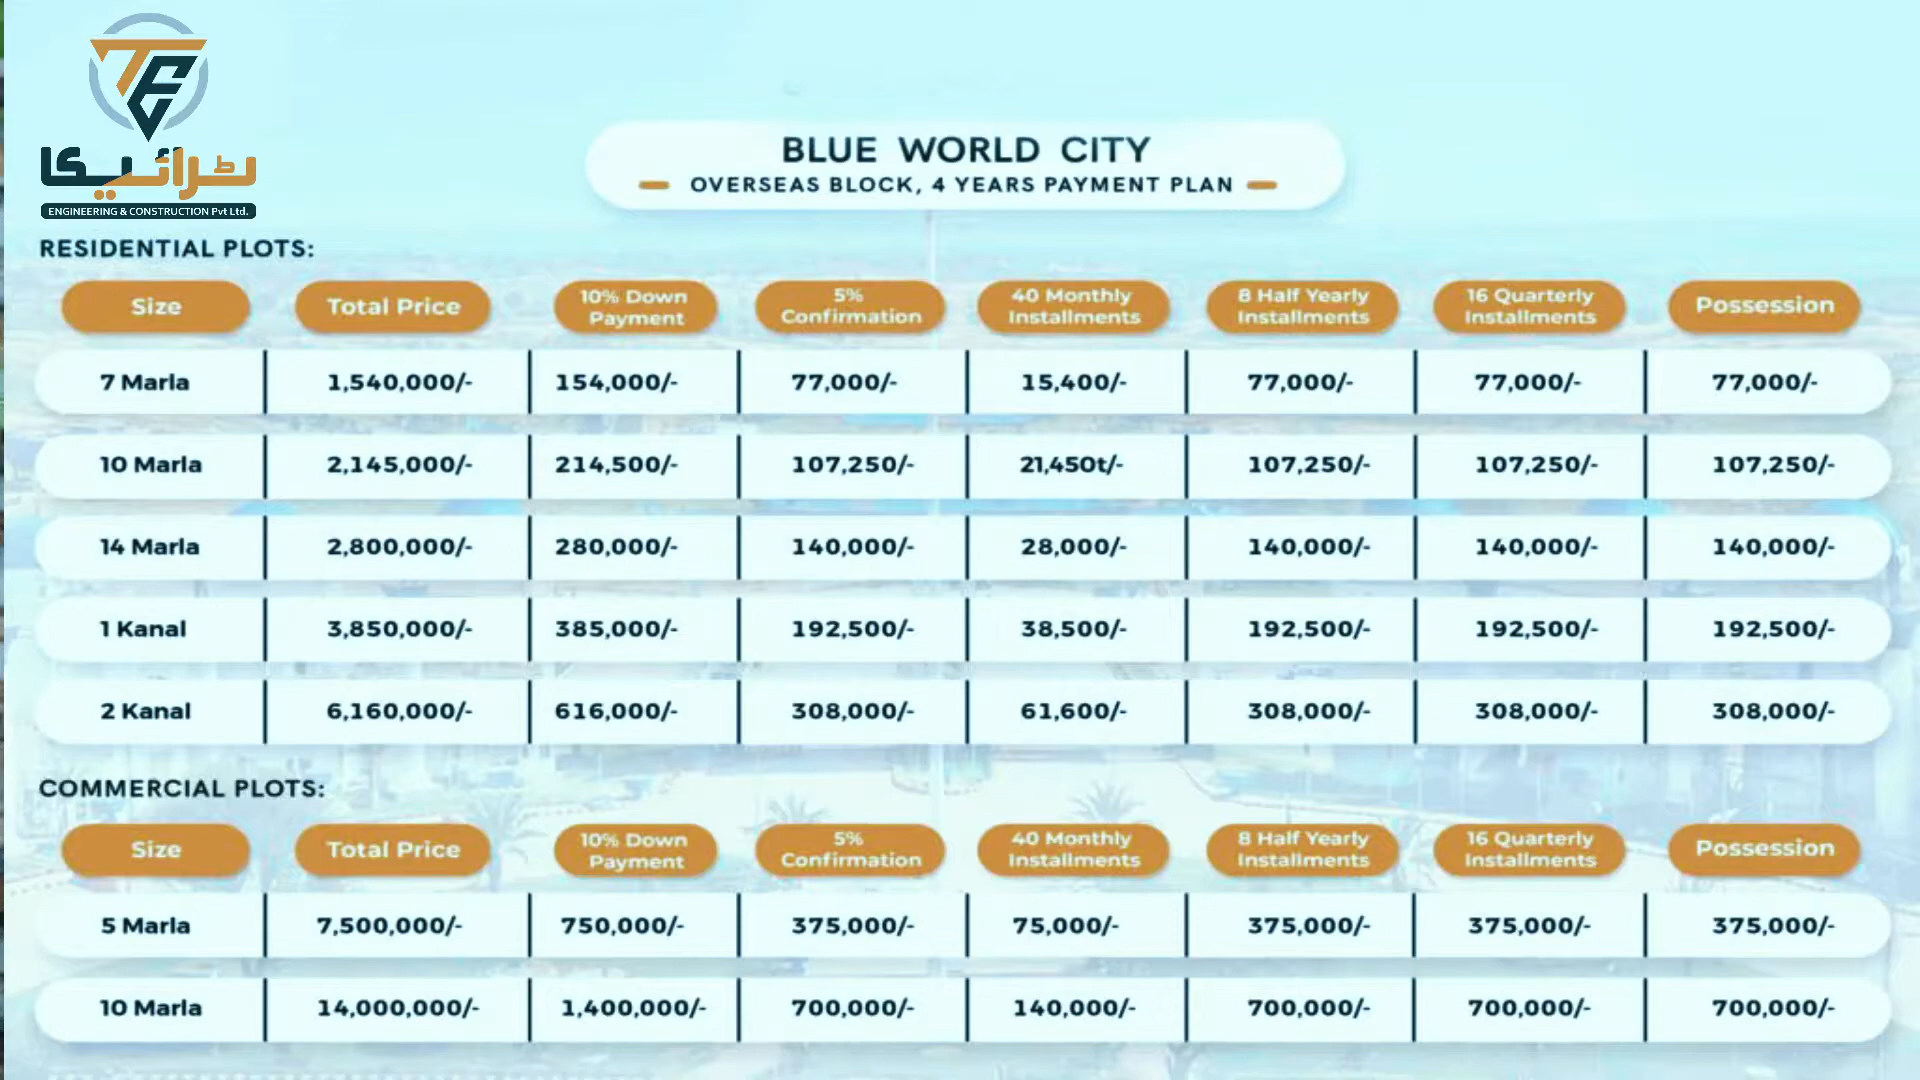 ٹرائیکا
ENGINEERING & CONSTRUCTION Pvt Ltd.
BLUE WORLD CITY
OVERSEAS BLOCK, 4 YEARS PAYMENT PLAN
RESIDENTIAL PLOTS:
Size Total Price 10% Down Payment 5% Confirmation 40 Monthly Installments 8 Half Yearly Installments 16 Quarterly Installments Possession
7 Marla 1,540,000/- 154,000/- 77,000/- 15,400/- 77,000/- 77,000/- 77,000/-
10 Marla 2,145,000/- 214,500/- 107,250/- 21,450t/- 107,250/- 107,250/- 107,250/-
14 Marla 2,800,000/- 280,000/- 140,000/- 28,000/- 140,000/- 140,000/- 140,000/-
1 Kanal 3,850,000/- 385,000/- 192,500/- 38,500/- 192,500/- 192,500/- 192,500/-
2 Kanal 6,160,000/- 616,000/- 308,000/- 61,600/- 308,000/- 308,000/- 308,000/-
COMMERCIAL PLOTS:
Size Total Price 10% Down Payment 5% Confirmation 40 Monthly Installments 8 Half Yearly Installments 16 Quarterly Installments Possession
5 Marla 7,500,000/- 750,000/- 375,000/- 75,000/- 375,000/- 375,000/- 375,000/-
10 Marla 14,000,000/- 1,400,000/- 700,000/- 140,000/- 700,000/- 700,000/- 700,000/-